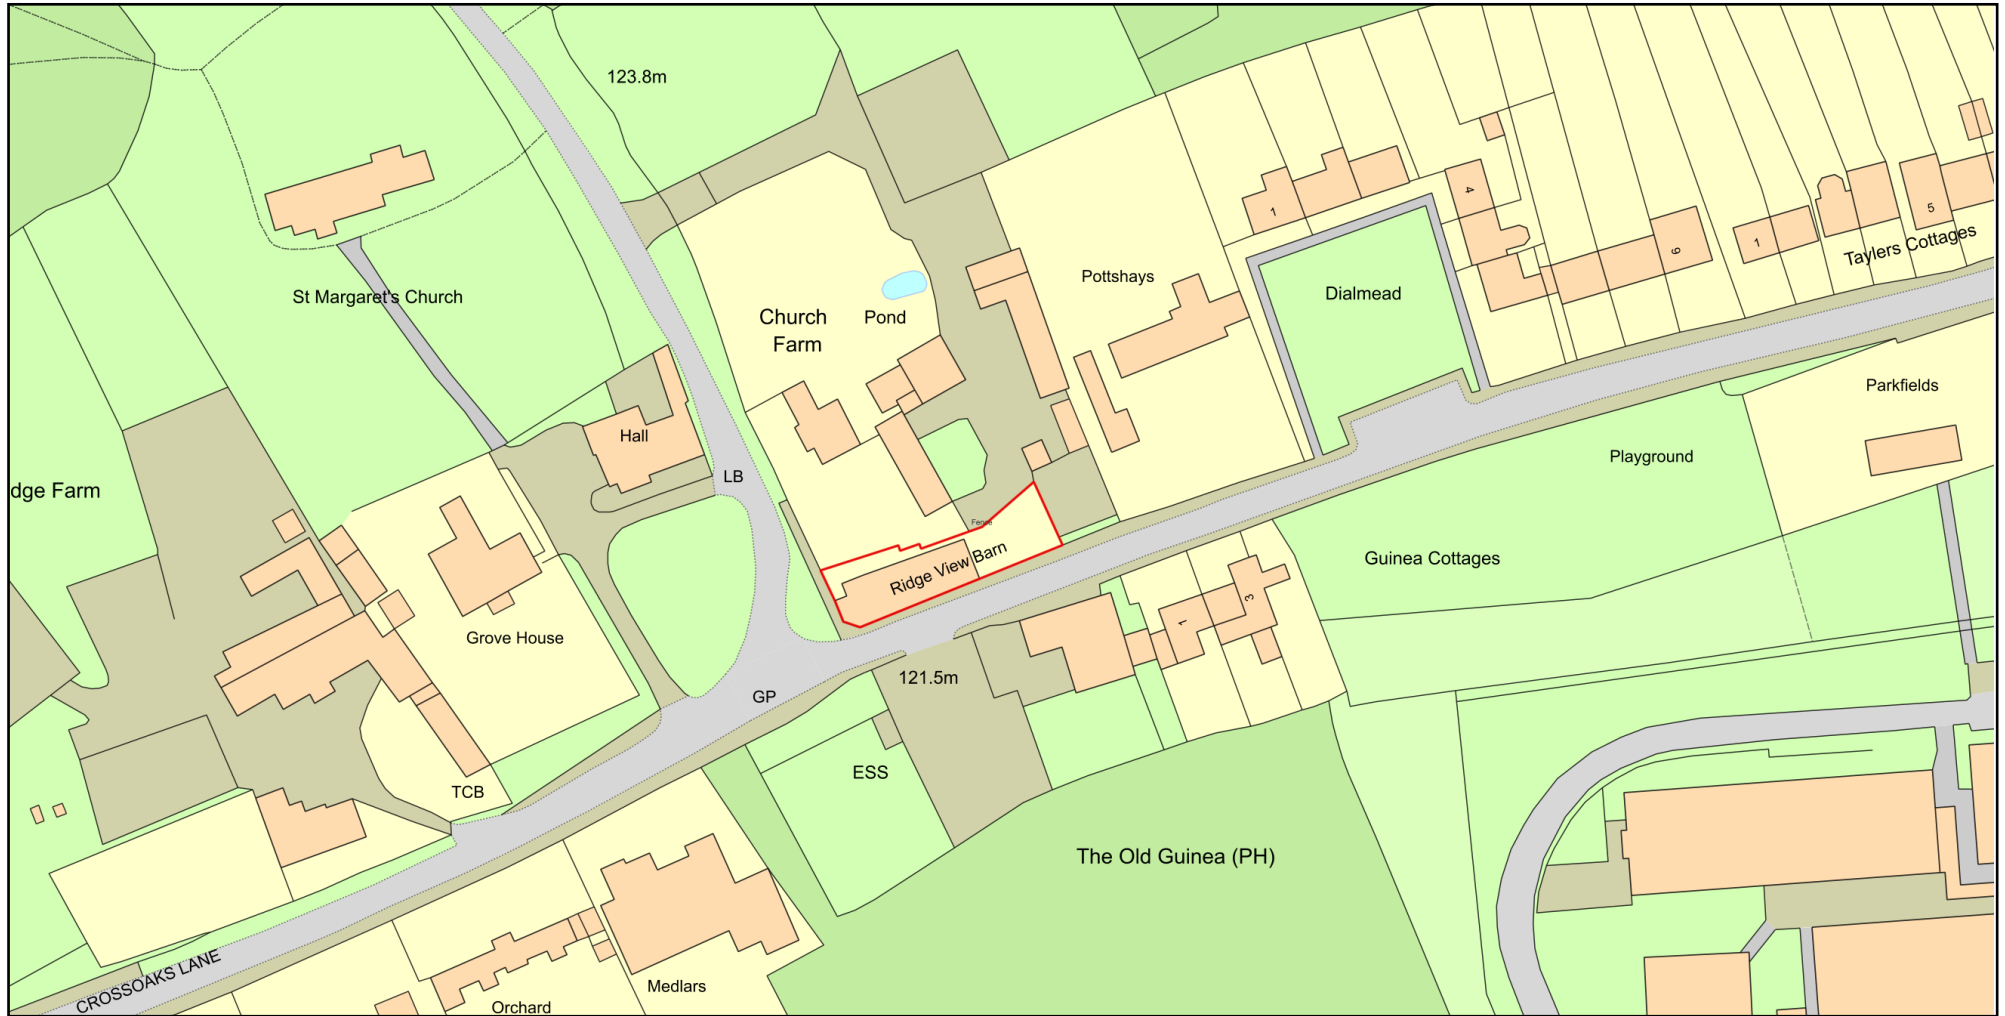 123.8m
4
1
5
6
1
Taylers Cottages
Pottshays
Dialmead
St Margaret's Church
Church
Farm
Pond
Parkfields
Hall
Playground
LB
dge Farm
Fence
Ridge View Barn
Guinea Cottages
3
1
Grove House
121.5m
GP
ESS
TCB
The Old Guinea (PH)
CROSSOAKS LANE
Medlars
Orchard